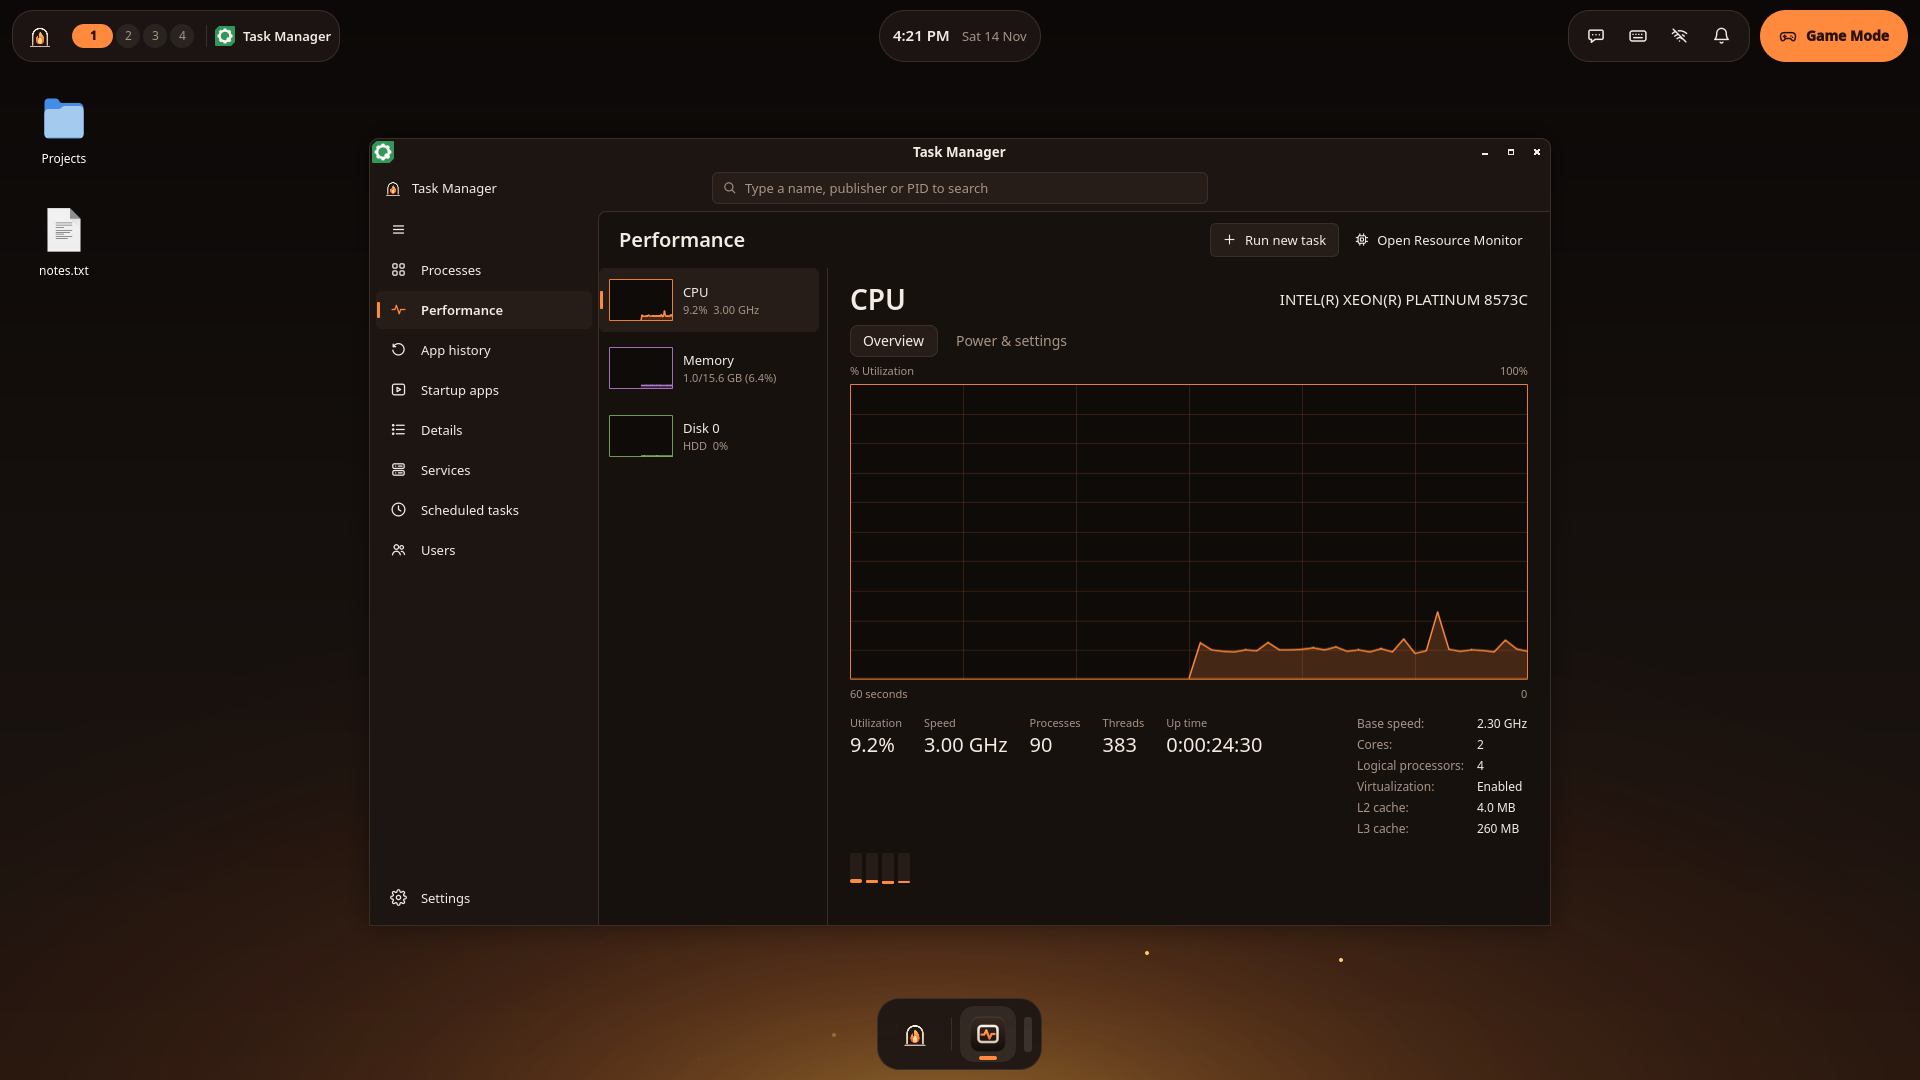 1 2 3 4 Task Manager
4:21 PM Sat 14 Nov
Game Mode
Projects
notes.txt
Task Manager
Task Manager
Type a name, publisher or PID to search
Processes
Performance
App history
Startup apps
Details
Services
Scheduled tasks
Users
Settings
Performance
Run new task
Open Resource Monitor
CPU
9.2% 3.00 GHz
Memory
1.0/15.6 GB (6.4%)
Disk 0
HDD 0%
CPU
INTEL(R) XEON(R) PLATINUM 8573C
Overview
Power & settings
% Utilization 100%
60 seconds 0
Utilization Speed Processes Threads Up time
9.2% 3.00 GHz 90 383 0:00:24:30
Base speed: 2.30 GHz
Cores: 2
Logical processors: 4
Virtualization: Enabled
L2 cache: 4.0 MB
L3 cache: 260 MB